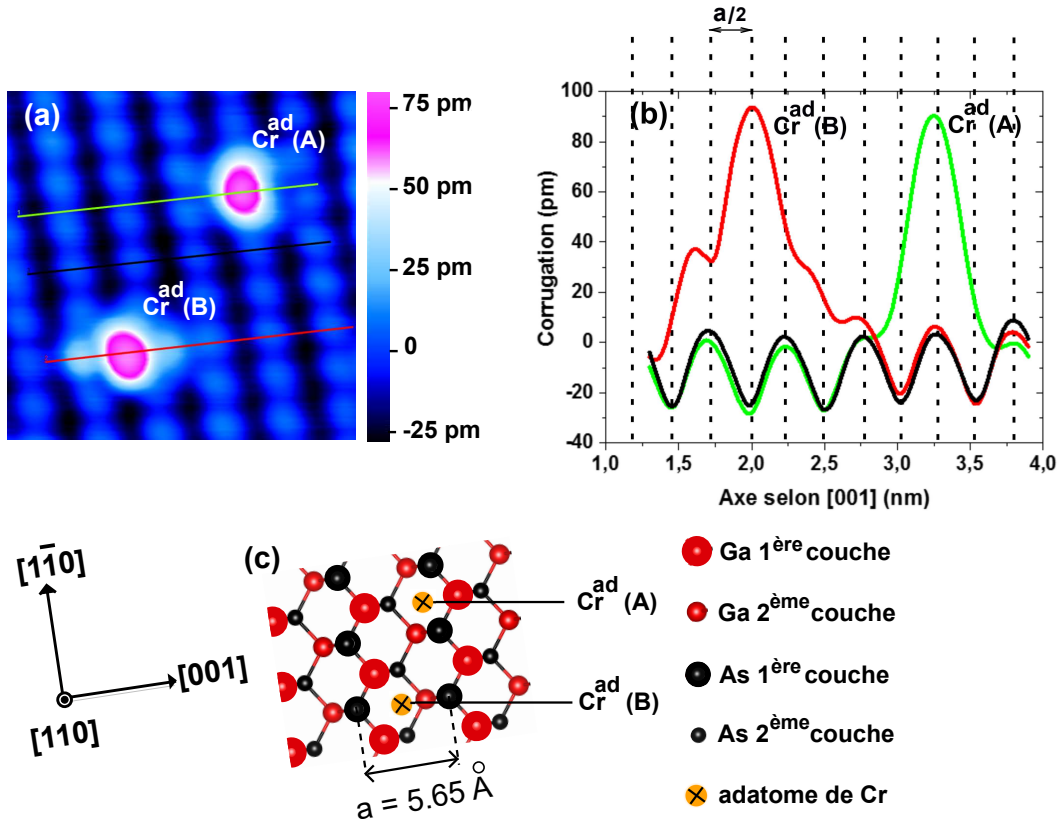 (a)
Cr^ad (A)
Cr^ad (B)
75 pm
50 pm
25 pm
0
-25 pm
a/2
(b)
Cr^ad (B)
Cr^ad (A)
Corrugation (pm)
100
80
60
40
20
0
-20
-40
1,0 1,5 2,0 2,5 3,0 3,5 4,0
Axe selon [001] (nm)
[11̅0]
[001]
[110]
(c)
Cr^ad (A)
Cr^ad (B)
a = 5.65 Å
Ga 1ère couche
Ga 2ème couche
As 1ère couche
As 2ème couche
adatome de Cr